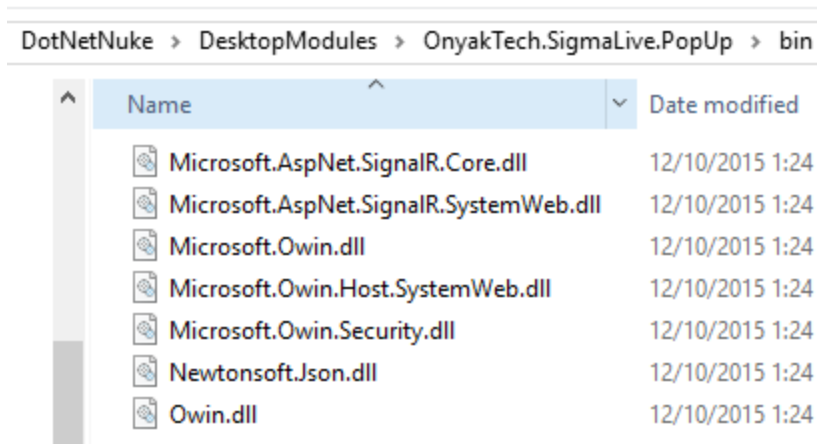 DotNetNuke > DesktopModules > OnyakTech.SigmaLive.PopUp > bin
Name Date modified
Microsoft.AspNet.SignalR.Core.dll 12/10/2015 1:24
Microsoft.AspNet.SignalR.SystemWeb.dll 12/10/2015 1:24
Microsoft.Owin.dll 12/10/2015 1:24
Microsoft.Owin.Host.SystemWeb.dll 12/10/2015 1:24
Microsoft.Owin.Security.dll 12/10/2015 1:24
Newtonsoft.Json.dll 12/10/2015 1:24
Owin.dll 12/10/2015 1:24